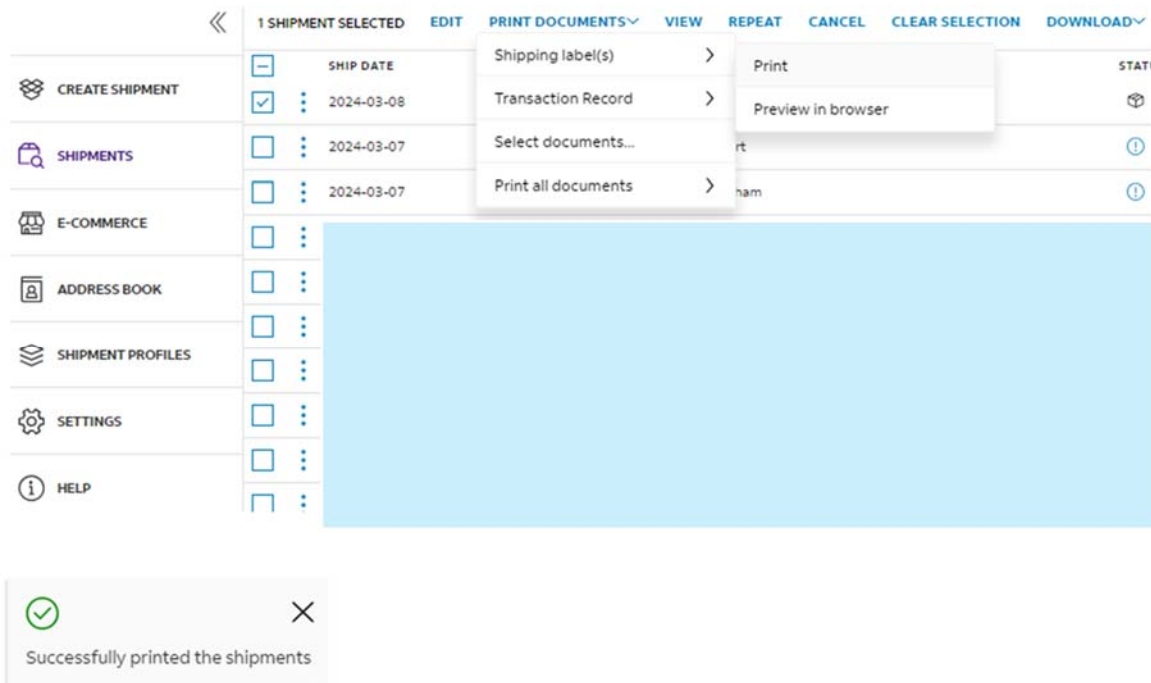 1 SHIPMENT SELECTED EDIT PRINT DOCUMENTS VIEW REPEAT CANCEL CLEAR SELECTION DOWNLOAD
CREATE SHIPMENT
SHIPMENTS
E-COMMERCE
ADDRESS BOOK
SHIPMENT PROFILES
SETTINGS
HELP
SHIP DATE
2024-03-08
2024-03-07
2024-03-07
Shipping label(s)
Transaction Record
Select documents...
Print all documents
Print
Preview in browser
rt
ham
STAT
Successfully printed the shipments